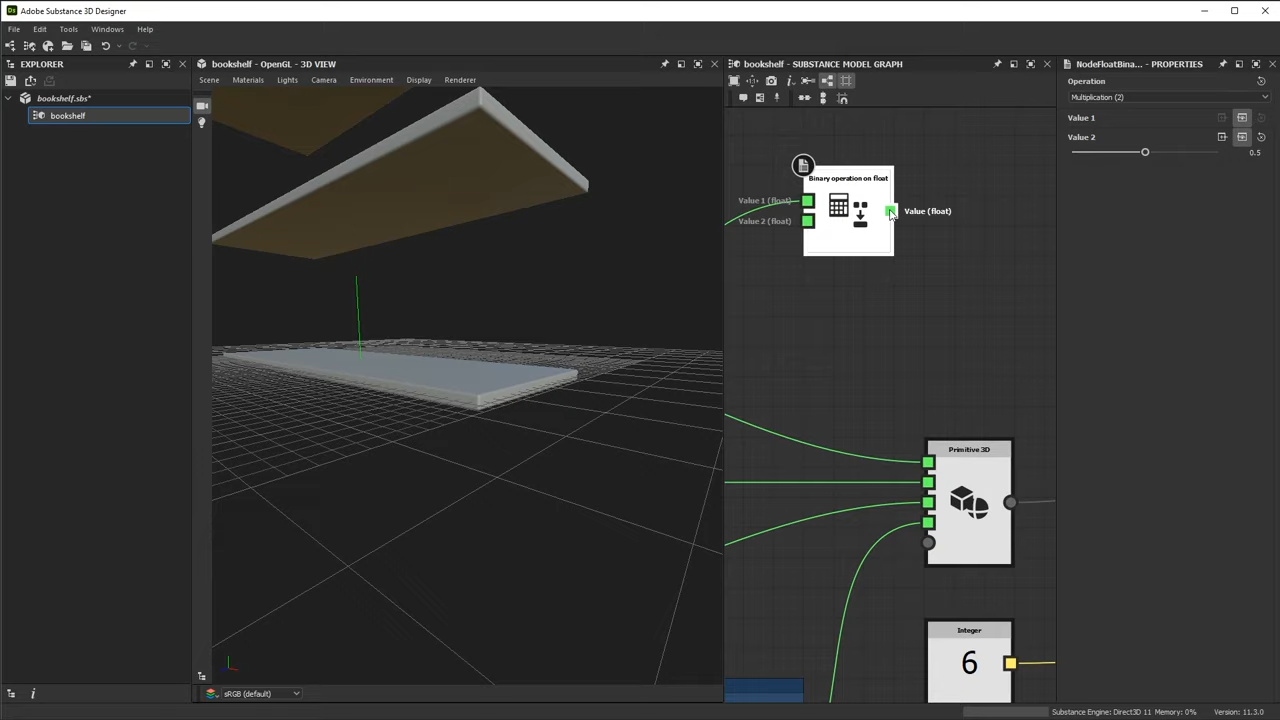 Ds
Adobe Substance 3D Designer
File
Edit
Tools
Windows
Help
EXPLORER
bookshelf.sbs*
bookshelf
bookshelf - OpenGL - 3D VIEW
Scene
Materials
Lights
Camera
Environment
Display
Renderer
sRGB (default)
bookshelf - SUBSTANCE MODEL GRAPH
Binary operation on float
Value 1 (float)
Value 2 (float)
Value (float)
Primitive 3D
Integer
6
NodeFloatBina... - PROPERTIES
Operation
Multiplication (2)
Value 1
Value 2
0.5
Substance Engine: Direct3D 11 Memory: 0%
Version: 11.3.0